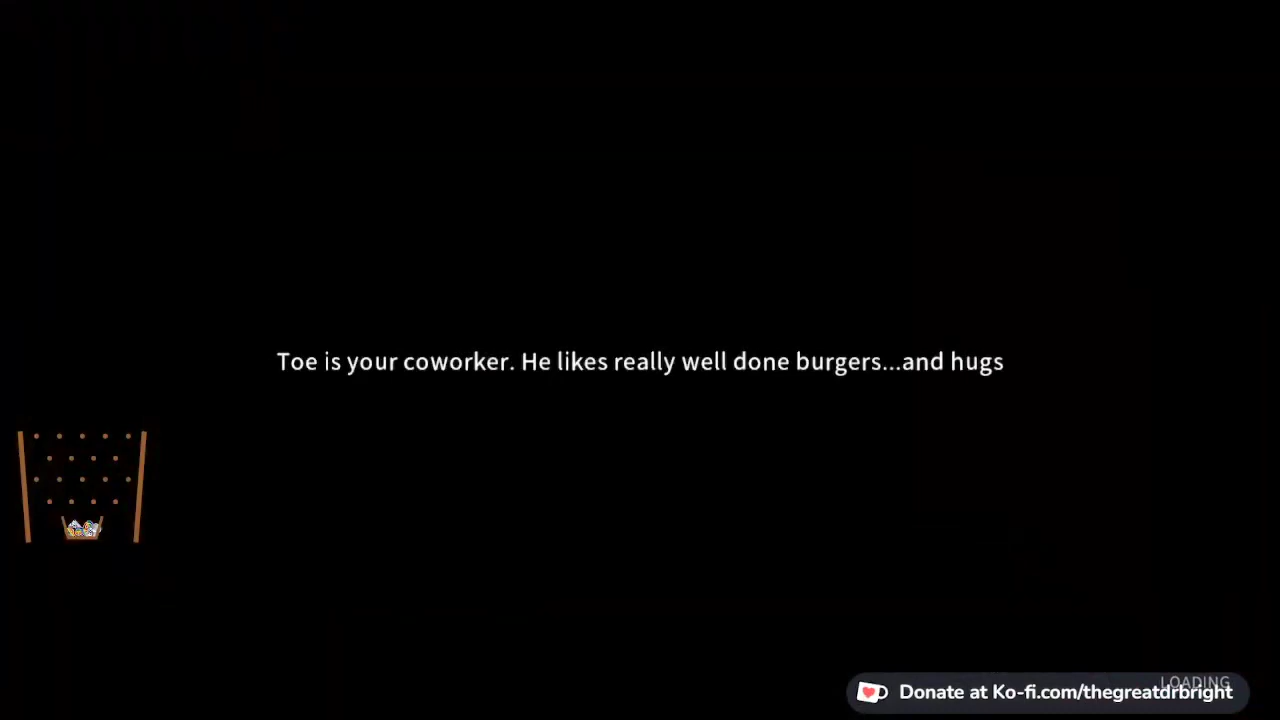 Toe is your coworker. He likes really well done burgers...and hugs
LOADING
Donate at Ko-fi.com/thegreatdrbright